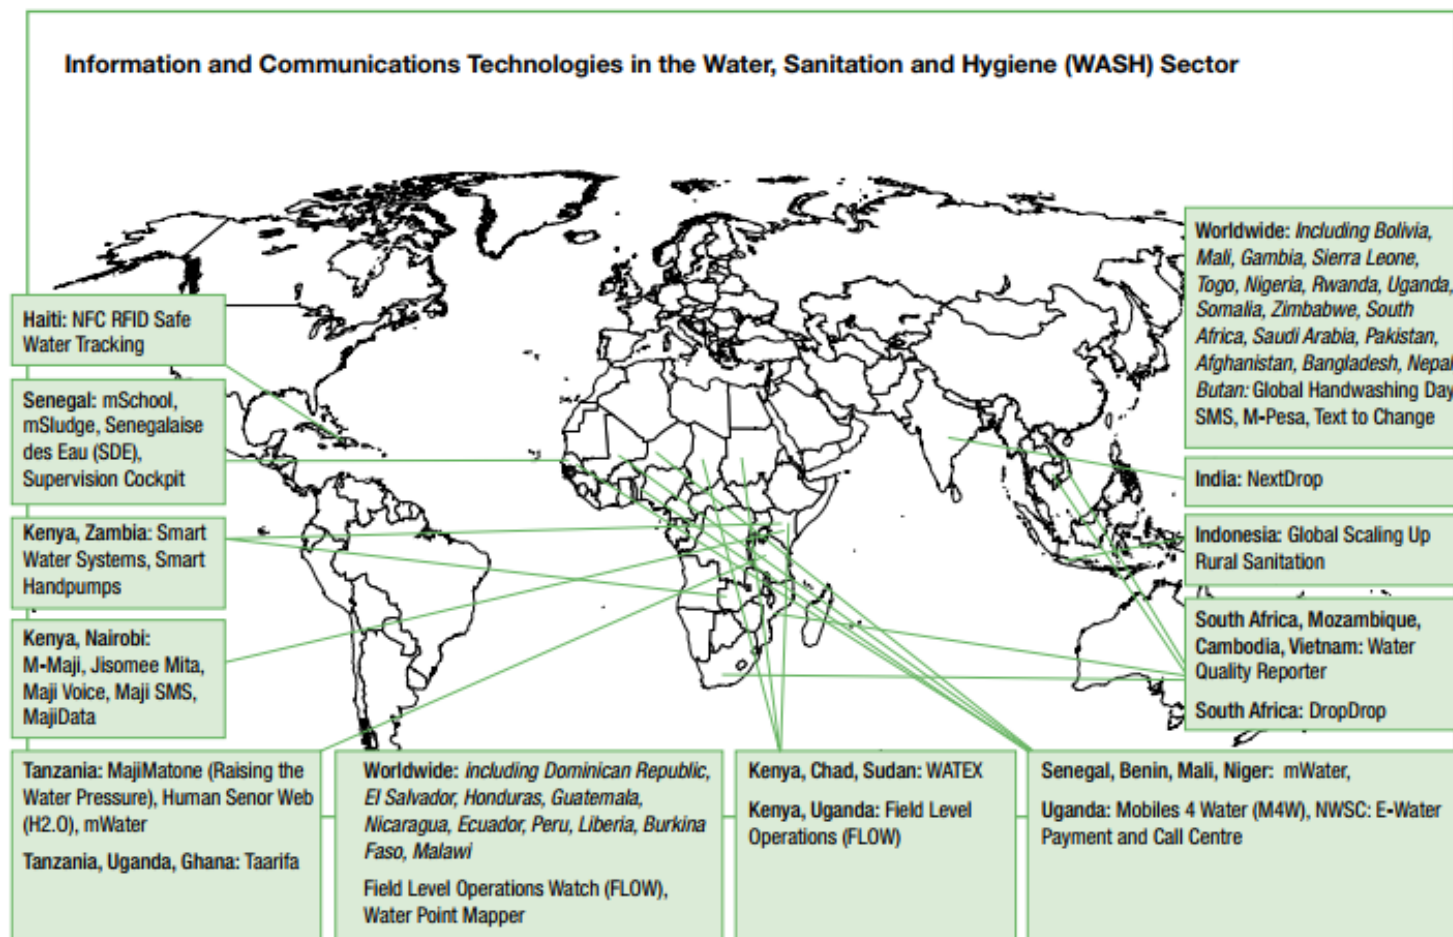 Information and Communications Technologies in the Water, Sanitation and Hygiene (WASH) Sector
Haiti: NFC RFID Safe
Water Tracking
Senegal: mSchool,
mSludge, Senegalaise
des Eau (SDE),
Supervision Cockpit
Kenya, Zambia: Smart
Water Systems, Smart
Handpumps
Kenya, Nairobi:
M-Maji, Jisomee Mita,
Maji Voice, Maji SMS,
MajiData
Tanzania: MajiMatone (Raising the
Water Pressure), Human Senor Web
(H2.O), mWater
Tanzania, Uganda, Ghana: Taarifa
Worldwide: including Dominican Republic,
El Salvador, Honduras, Guatemala,
Nicaragua, Ecuador, Peru, Liberia, Burkina
Faso, Malawi
Field Level Operations Watch (FLOW),
Water Point Mapper
Kenya, Chad, Sudan: WATEX
Kenya, Uganda: Field Level
Operations (FLOW)
Senegal, Benin, Mali, Niger: mWater,
Uganda: Mobiles 4 Water (M4W), NWSC: E-Water
Payment and Call Centre
Worldwide: Including Bolivia,
Mali, Gambia, Sierra Leone,
Togo, Nigeria, Rwanda, Uganda,
Somalia, Zimbabwe, South
Africa, Saudi Arabia, Pakistan,
Afghanistan, Bangladesh, Nepal
Butan: Global Handwashing Day
SMS, M-Pesa, Text to Change
India: NextDrop
Indonesia: Global Scaling Up
Rural Sanitation
South Africa, Mozambique,
Cambodia, Vietnam: Water
Quality Reporter
South Africa: DropDrop